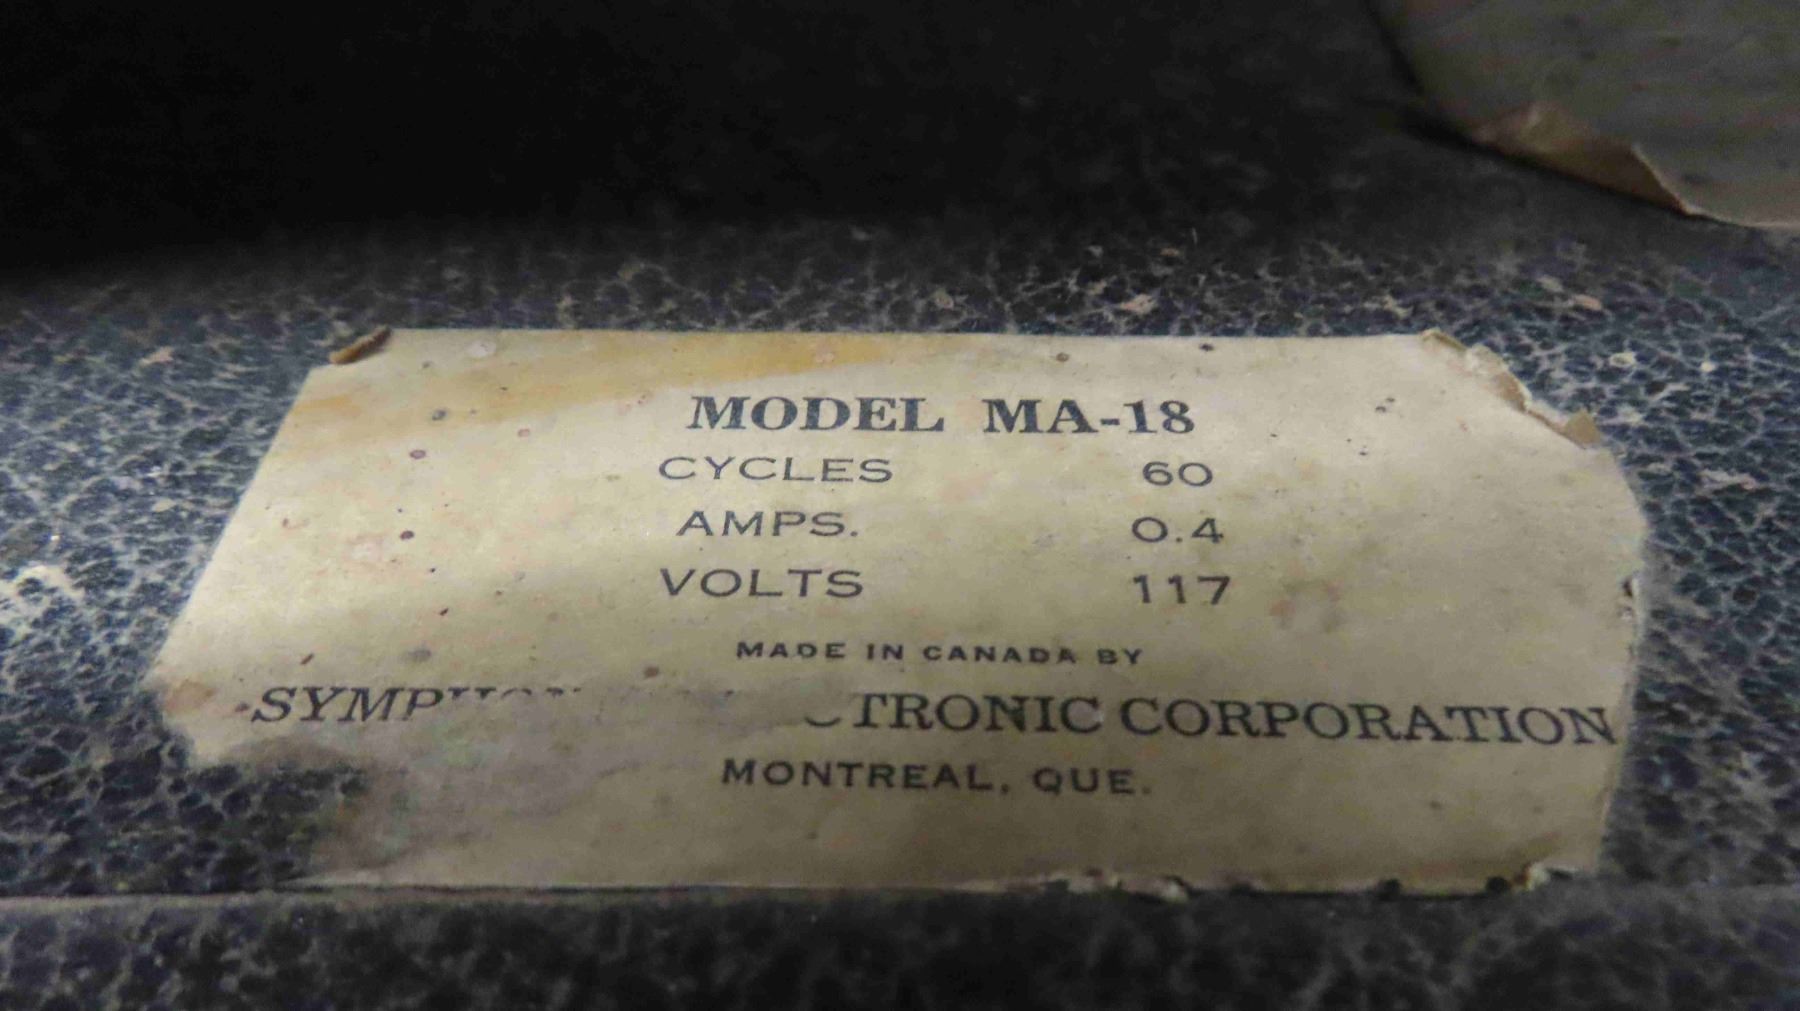 MODEL MA-18
CYCLES 60
AMPS. 0.4
VOLTS 117
MADE IN CANADA BY
CORPORATION
MONTREAL, QUE.